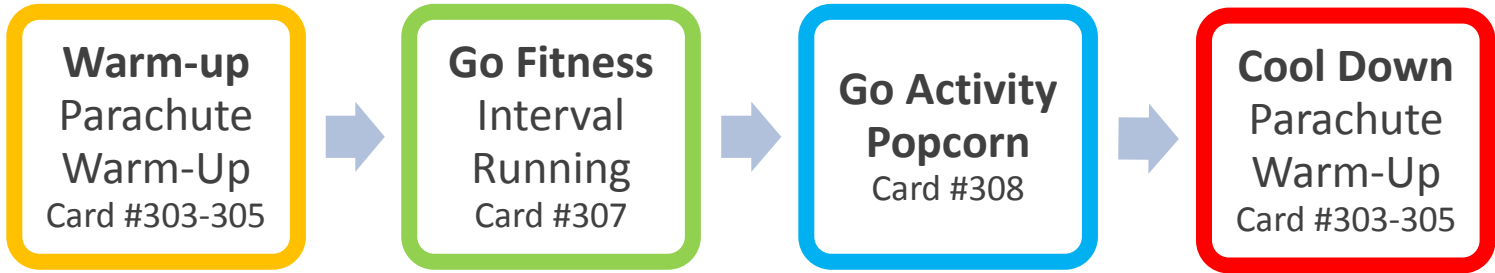 Warm-up
Parachute
Warm-Up
Card #303-305
Go Fitness
Interval
Running
Card #307
Go Activity
Popcorn
Card #308
Cool Down
Parachute
Warm-Up
Card #303-305